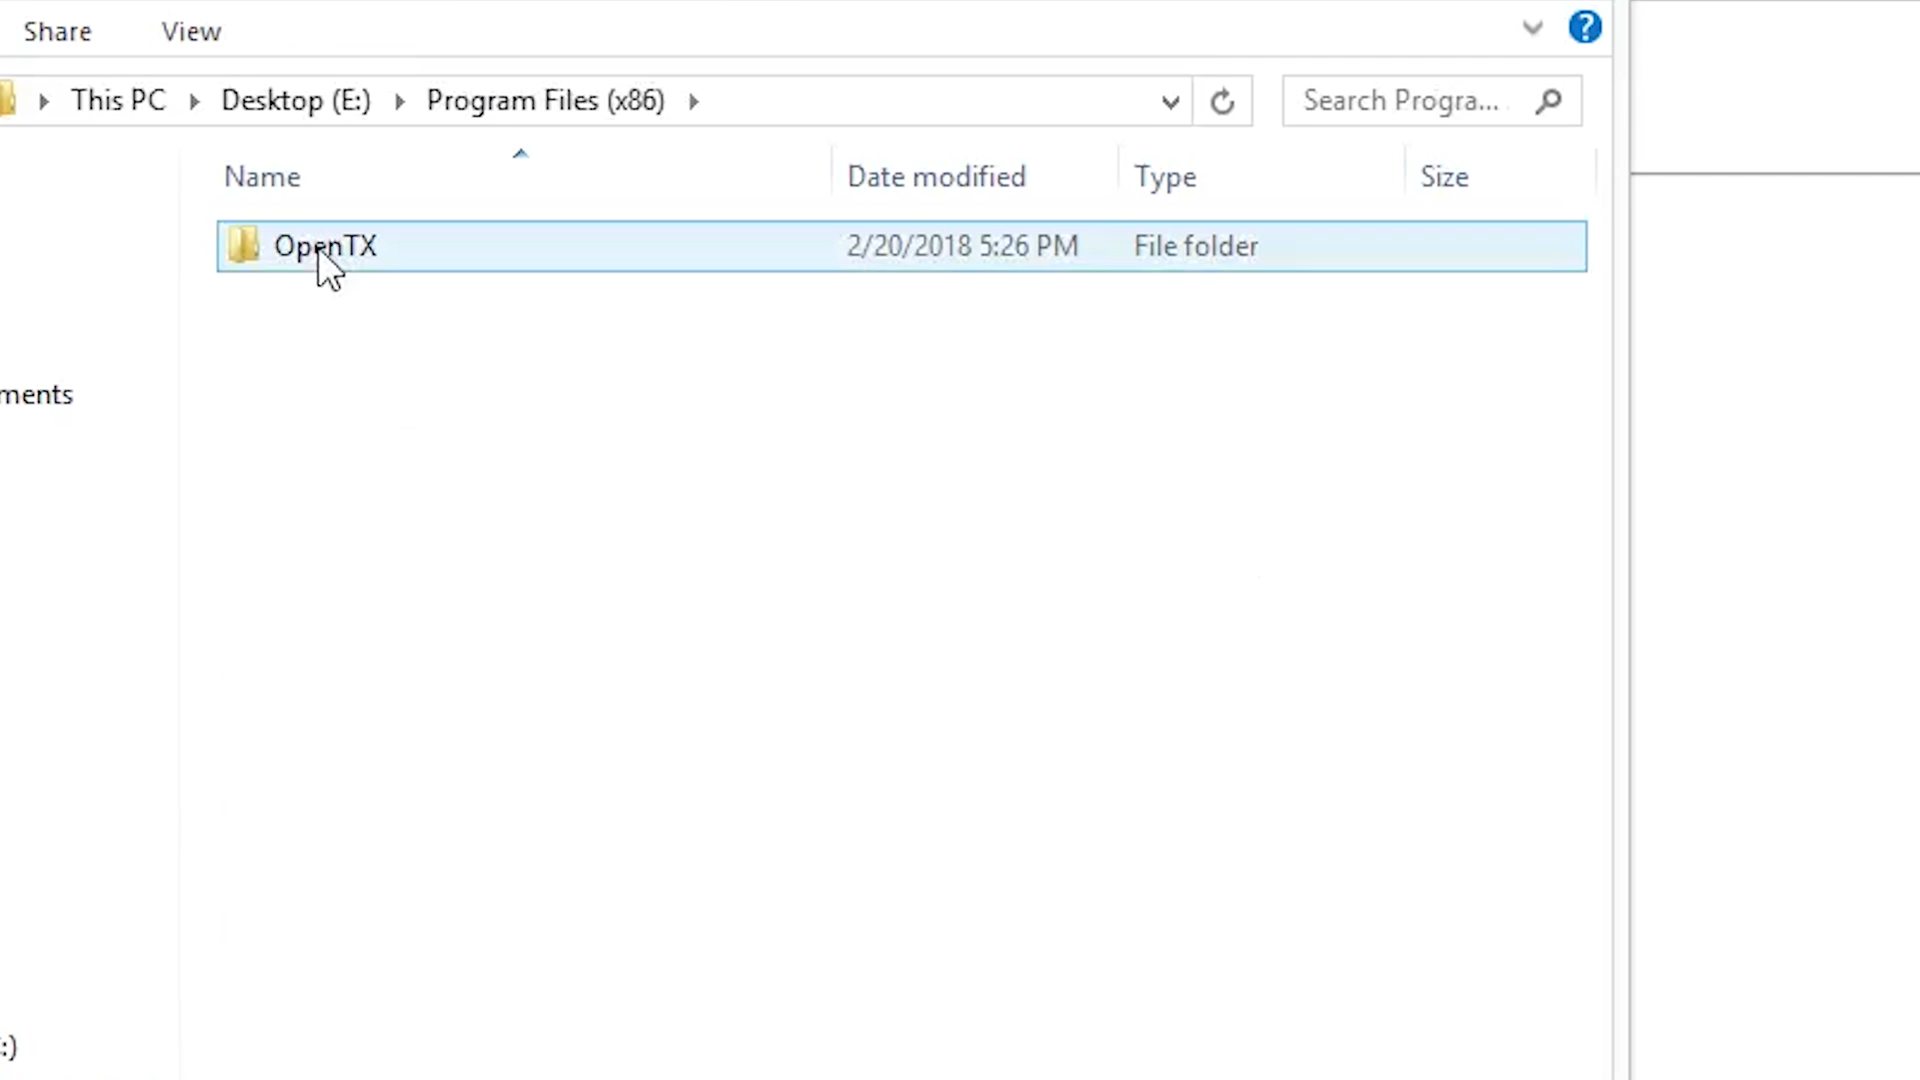 Share View
This PC Desktop (E:) Program Files (x86) Search Progra...
Name Date modified Type Size
OpenTX 2/20/2018 5:26 PM File folder
ments
:)